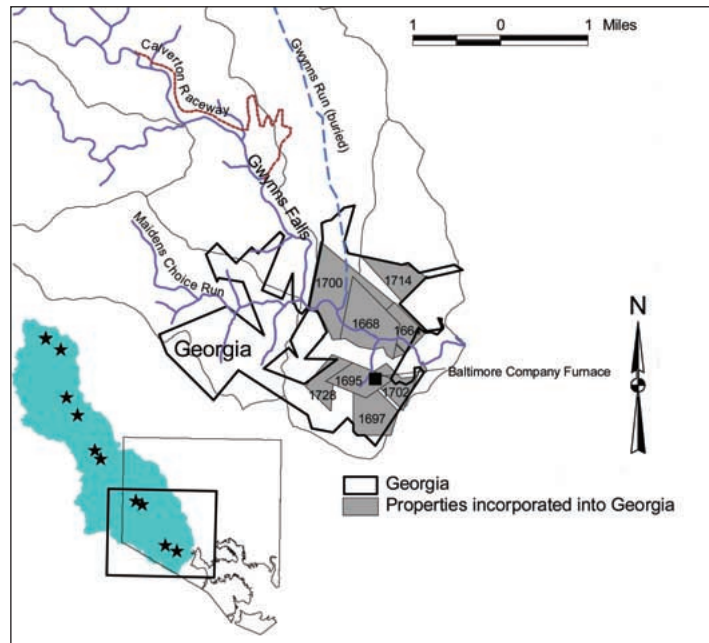 1 0 1 Miles
Calverton Raceway
Gwynns Run (buried)
Gwynns Falls
Maidens Choice Run
1700
1714
1668
166
Georgia
Baltimore Company Furnace
1695
1702
1728
1697
N
Georgia
Properties incorporated into Georgia